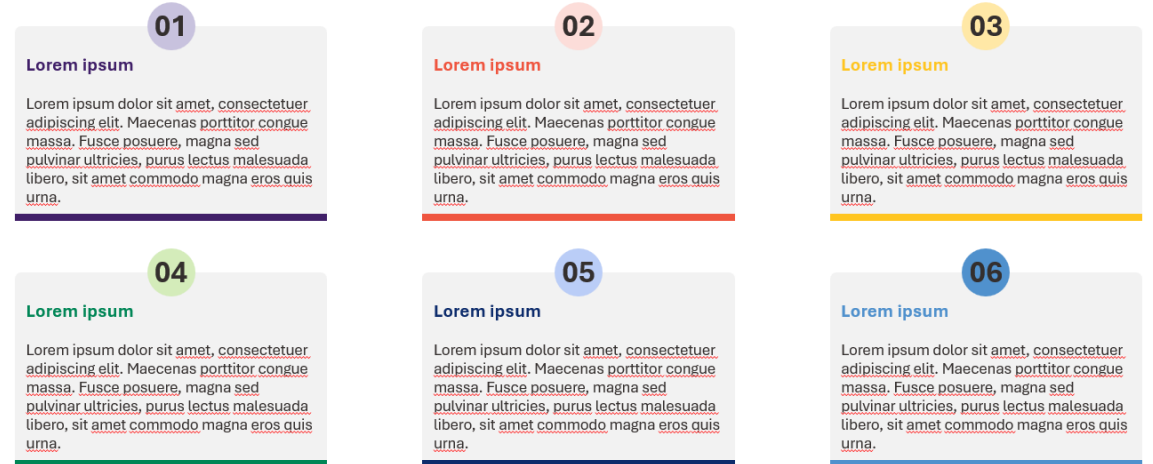 01
Lorem ipsum
Lorem ipsum dolor sit amet, consectetuer
adipiscing elit. Maecenas porttitor congue
massa. Fusce posuere, magna sed
pulvinar ultricies, purus lectus malesuada
libero, sit amet commodo magna eros quis
urna.
02
Lorem ipsum
Lorem ipsum dolor sit amet, consectetuer
adipiscing elit. Maecenas porttitor congue
massa. Fusce posuere, magna sed
pulvinar ultricies, purus lectus malesuada
libero, sit amet commodo magna eros quis
urna.
03
Lorem ipsum
Lorem ipsum dolor sit amet, consectetuer
adipiscing elit. Maecenas porttitor congue
massa. Fusce posuere, magna sed
pulvinar ultricies, purus lectus malesuada
libero, sit amet commodo magna eros quis
urna.
04
Lorem ipsum
Lorem ipsum dolor sit amet, consectetuer
adipiscing elit. Maecenas porttitor congue
massa. Fusce posuere, magna sed
pulvinar ultricies, purus lectus malesuada
libero, sit amet commodo magna eros quis
urna.
05
Lorem ipsum
Lorem ipsum dolor sit amet, consectetuer
adipiscing elit. Maecenas porttitor congue
massa. Fusce posuere, magna sed
pulvinar ultricies, purus lectus malesuada
libero, sit amet commodo magna eros quis
urna.
06
Lorem ipsum
Lorem ipsum dolor sit amet, consectetuer
adipiscing elit. Maecenas porttitor congue
massa. Fusce posuere, magna sed
pulvinar ultricies, purus lectus malesuada
libero, sit amet commodo magna eros quis
urna.